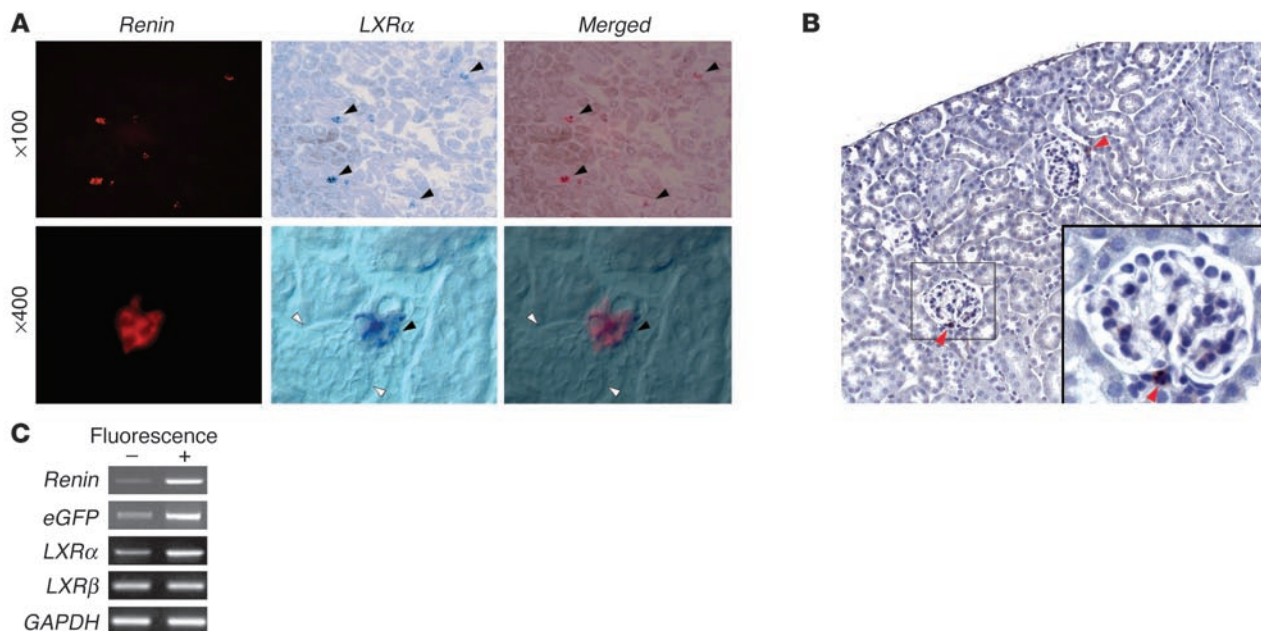 A
Renin
LXRα
Merged
B
×100
×400
C
Fluorescence
– +
Renin
eGFP
LXRα
LXRβ
GAPDH